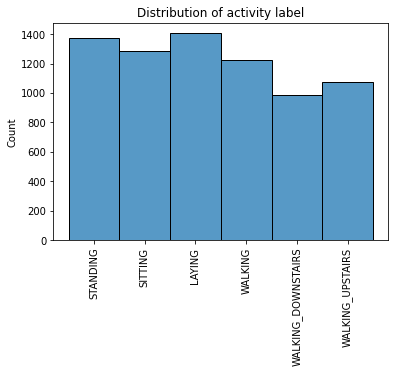 Distribution of activity label
1400
1200
1000
800
600
400
200
0
Count
STANDING
SITTING
LAYING
WALKING
WALKING_DOWNSTAIRS
WALKING_UPSTAIRS